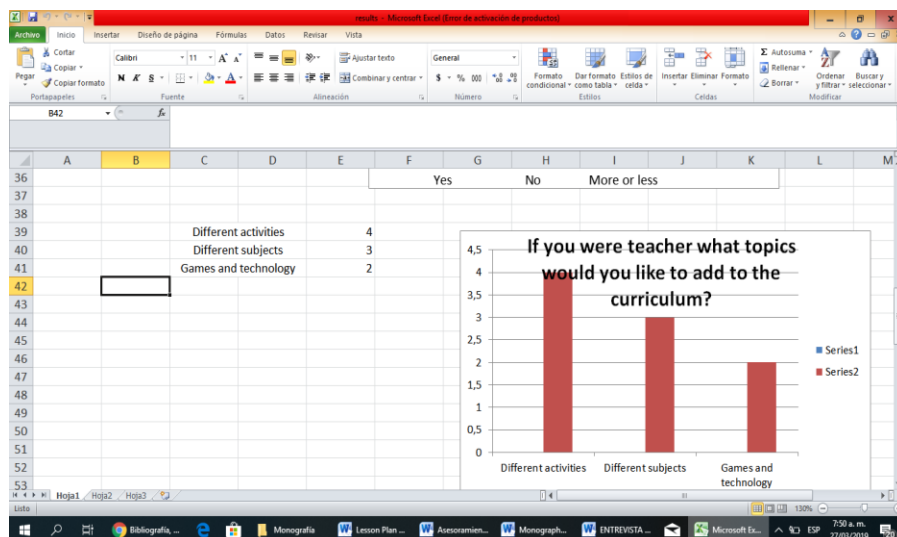 results - Microsoft Excel (Error de activación de productos)
Archivo Inicio Insertar Diseño de página Fórmulas Datos Revisar Vista
Pegar
Cortar
Copiar
Copiar formato
Portapapeles
Calibri 11
N K S
Fuente
Ajustar texto
Combinar y centrar
Alineación
General
$ % 000
Número
Formato condicional
Dar formato como tabla
Estilos de celda
Estilos
Insertar Eliminar Formato
Celdas
Σ Autosuma
Rellenar
Borrar
Ordenar y filtrar
Buscar y seleccionar
Modificar
B42 fx
A B C D E F G H I J K L M
36 Yes No More or less
37
38
39 Different activities 4
40 Different subjects 3
41 Games and technology 2
42
43
44
45
46
47
48
49
50
51
52
53
If you were teacher what topics
would you like to add to the
curriculum?
4,5
4
3,5
3
2,5
2
1,5
1
0,5
0
Different activities Different subjects Games and
technology
Series1
Series2
Hoja1 Hoja2 Hoja3
Listo 130%
Bibliografía, ... Monografía Lesson Plan ... Asesoramien... Monograph... ENTREVISTA ... Microsoft Ex... ESP 7:50 a. m.
27/03/2019